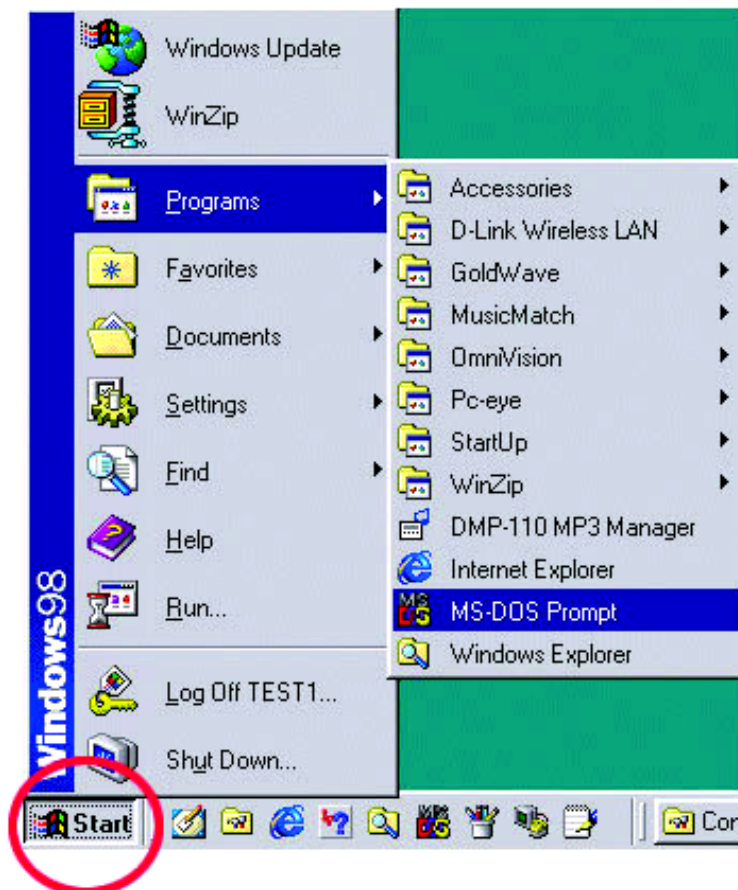 Windows Update
WinZip
Programs
Favorites
Documents
Settings
Find
Help
Run...
Log Off TEST1...
Shut Down...
Windows98
Accessories
D-Link Wireless LAN
GoldWave
MusicMatch
OmniVision
Pc-eye
StartUp
WinZip
DMP-110 MP3 Manager
Internet Explorer
MS-DOS Prompt
Windows Explorer
Start
Con